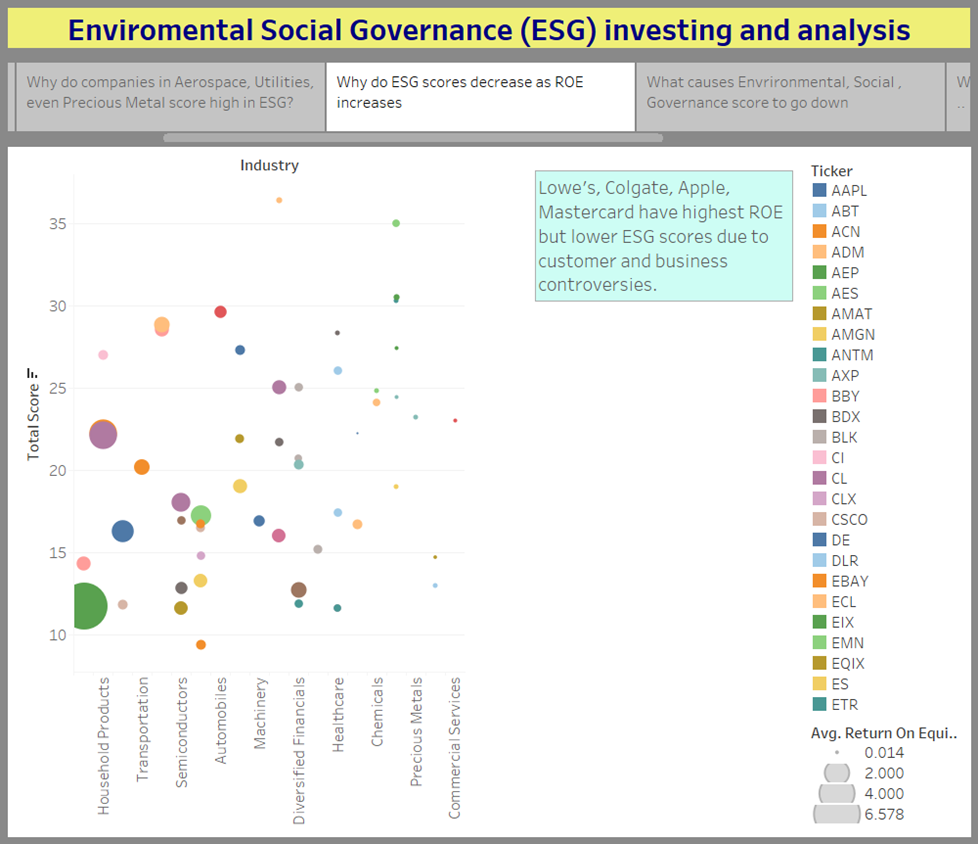 Enviromental Social Governance (ESG) investing and analysis
Why do companies in Aerospace, Utilities,
even Precious Metal score high in ESG?
Why do ESG scores decrease as ROE
increases
What causes Envrironmental, Social ,
Governance score to go down
W
..
Industry
Total Score
35
30
25
20
15
10
Household Products
Transportation
Semiconductors
Automobiles
Machinery
Diversified Financials
Healthcare
Chemicals
Precious Metals
Commercial Services
Lowe's, Colgate, Apple,
Mastercard have highest ROE
but lower ESG scores due to
customer and business
controversies.
Ticker
AAPL
ABT
ACN
ADM
AEP
AES
AMAT
AMGN
ANTM
AXP
BBY
BDX
BLK
CI
CL
CLX
CSCO
DE
DLR
EBAY
ECL
EIX
EMN
EQIX
ES
ETR
Avg. Return On Equi..
0.014
2.000
4.000
6.578